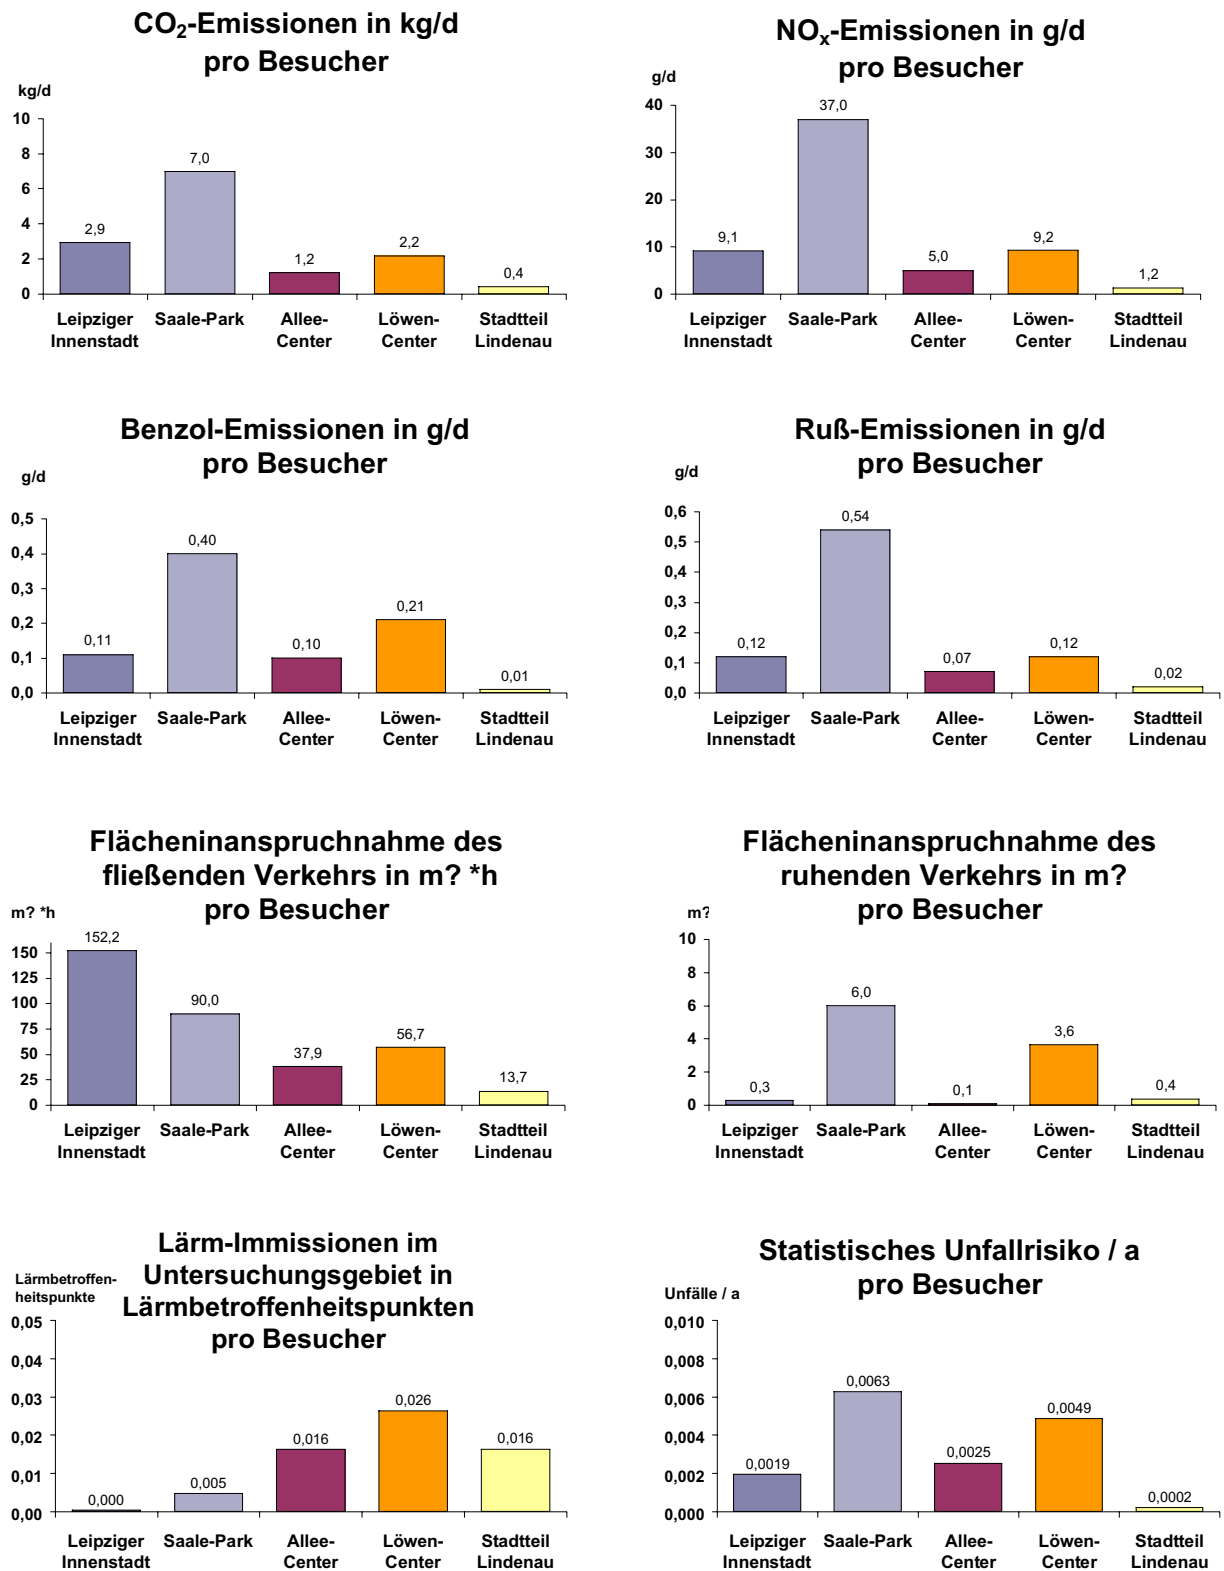 CO₂-Emissionen in kg/d
pro Besucher
kg/d
10
8
6
4
2
0
2,9
7,0
1,2
2,2
0,4
Leipziger Innenstadt
Saale-Park
Allee-Center
Löwen-Center
Stadtteil Lindenau
NOₓ-Emissionen in g/d
pro Besucher
g/d
40
30
20
10
0
9,1
37,0
5,0
9,2
1,2
Leipziger Innenstadt
Saale-Park
Allee-Center
Löwen-Center
Stadtteil Lindenau
Benzol-Emissionen in g/d
pro Besucher
g/d
0,5
0,4
0,3
0,2
0,1
0,0
0,11
0,40
0,10
0,21
0,01
Leipziger Innenstadt
Saale-Park
Allee-Center
Löwen-Center
Stadtteil Lindenau
Ruß-Emissionen in g/d
pro Besucher
g/d
0,6
0,5
0,4
0,3
0,2
0,1
0,0
0,12
0,54
0,07
0,12
0,02
Leipziger Innenstadt
Saale-Park
Allee-Center
Löwen-Center
Stadtteil Lindenau
Flächeninanspruchnahme des
fließenden Verkehrs in m? *h
pro Besucher
m? *h
150
125
100
75
50
25
0
152,2
90,0
37,9
56,7
13,7
Leipziger Innenstadt
Saale-Park
Allee-Center
Löwen-Center
Stadtteil Lindenau
Flächeninanspruchnahme des
ruhenden Verkehrs in m?
pro Besucher
m?
10
8
6
4
2
0
0,3
6,0
0,1
3,6
0,4
Leipziger Innenstadt
Saale-Park
Allee-Center
Löwen-Center
Stadtteil Lindenau
Lärm-Immissionen im
Untersuchungsgebiet in
Lärmbetroffenheitspunkten
pro Besucher
Lärmbetroffen-
heitspunkte
0,05
0,04
0,03
0,02
0,01
0,00
0,000
0,005
0,016
0,026
0,016
Leipziger Innenstadt
Saale-Park
Allee-Center
Löwen-Center
Stadtteil Lindenau
Statistisches Unfallrisiko / a
pro Besucher
Unfälle / a
0,010
0,008
0,006
0,004
0,002
0,000
0,0019
0,0063
0,0025
0,0049
0,0002
Leipziger Innenstadt
Saale-Park
Allee-Center
Löwen-Center
Stadtteil Lindenau